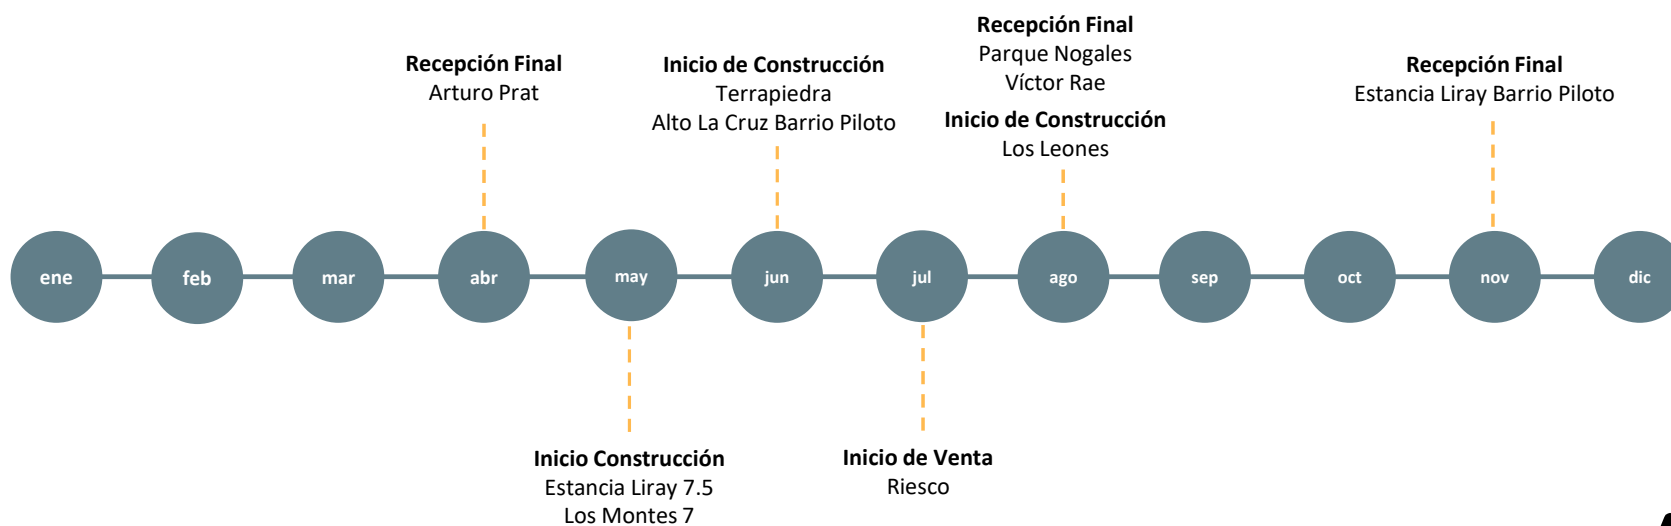 Recepción Final
Arturo Prat
Inicio de Construcción
Terrapiedra
Alto La Cruz Barrio Piloto
Recepción Final
Parque Nogales
Víctor Rae
Inicio de Construcción
Los Leones
Recepción Final
Estancia Liray Barrio Piloto
ene
feb
mar
abr
may
jun
jul
ago
sep
oct
nov
dic
Inicio Construcción
Estancia Liray 7.5
Los Montes 7
Inicio de Venta
Riesco